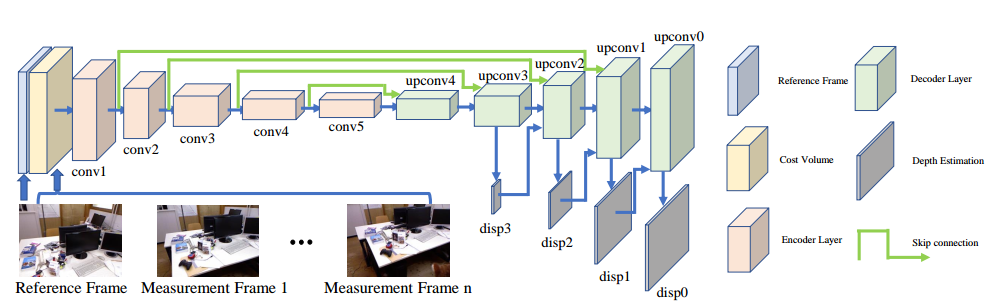 upconv0
upconv1
upconv2
upconv3
upconv4
conv1
conv2
conv3
conv4
conv5
disp3
disp2
disp1
disp0
Reference Frame
Measurement Frame 1
...
Measurement Frame n
Reference Frame
Decoder Layer
Cost Volume
Depth Estimation
Encoder Layer
Skip connection